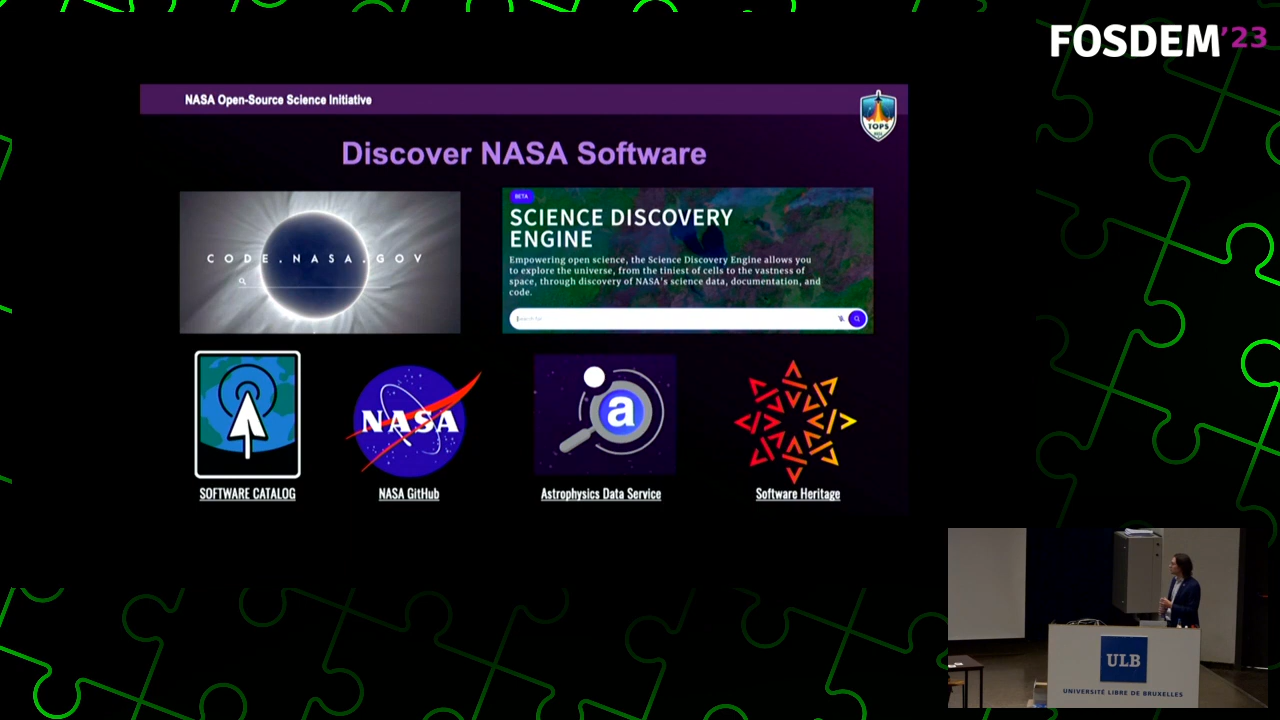 FOSDEM'23
NASA Open-Source Science Initiative
TOPS
Discover NASA Software
CODE.NASA.GOV
BETA
SCIENCE DISCOVERY
ENGINE
Empowering open science, the Science Discovery Engine allows you
to explore the universe, from the tiniest of cells to the vastness of
space, through discovery of NASA's science data, documentation, and
code.
NASA
a
SOFTWARE CATALOG
NASA GitHub
Astrophysics Data Service
Software Heritage
ULB
UNIVERSITÉ LIBRE DE BRUXELLES